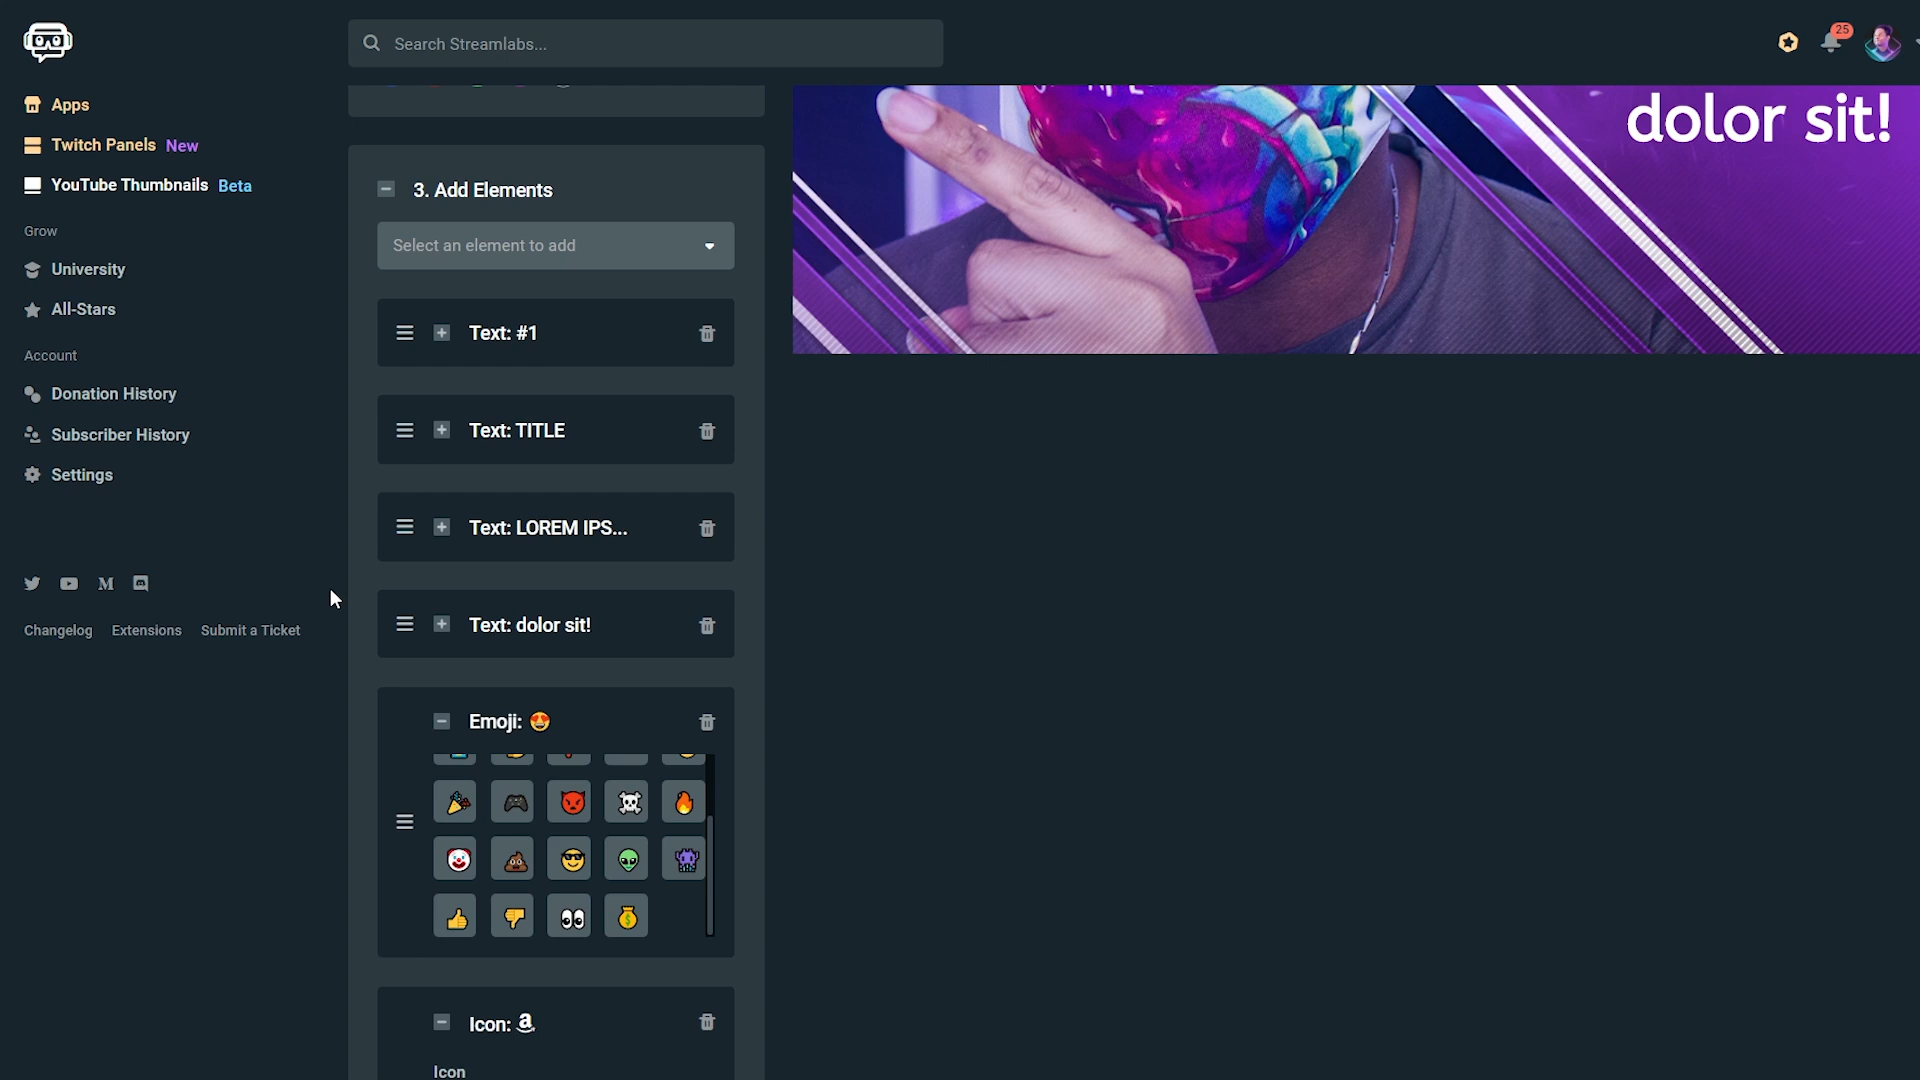 Search Streamlabs...
25
Apps
Twitch Panels New
YouTube Thumbnails Beta
Grow
University
All-Stars
Account
Donation History
Subscriber History
Settings
Changelog Extensions Submit a Ticket
3. Add Elements
Select an element to add
Text: #1
Text: TITLE
Text: LOREM IPS...
Text: dolor sit!
Emoji: 😍
Icon:
Icon
dolor sit!